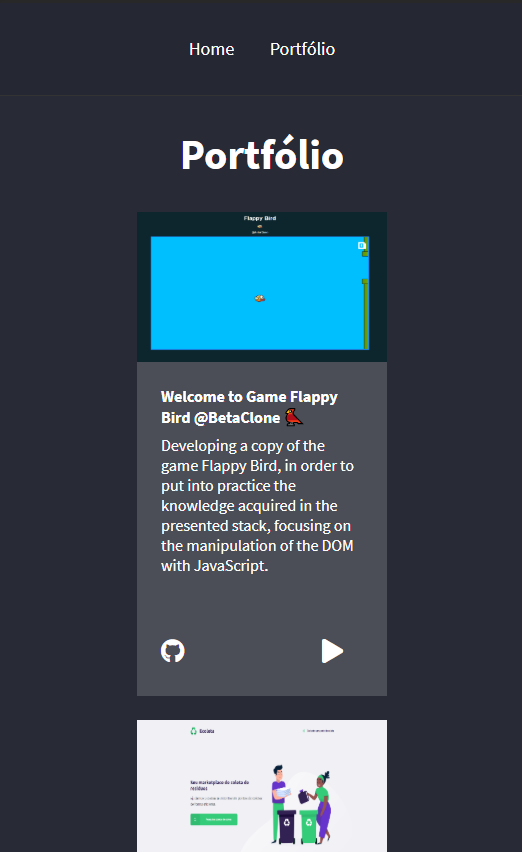 Home Portfólio
Portfólio
Flappy Bird
Welcome to Game Flappy
Bird @BetaClone
Developing a copy of the
game Flappy Bird, in order to
put into practice the
knowledge acquired in the
presented stack, focusing on
the manipulation of the DOM
with JavaScript.
Ecoleta
Seu marketplace de coleta de
resíduos